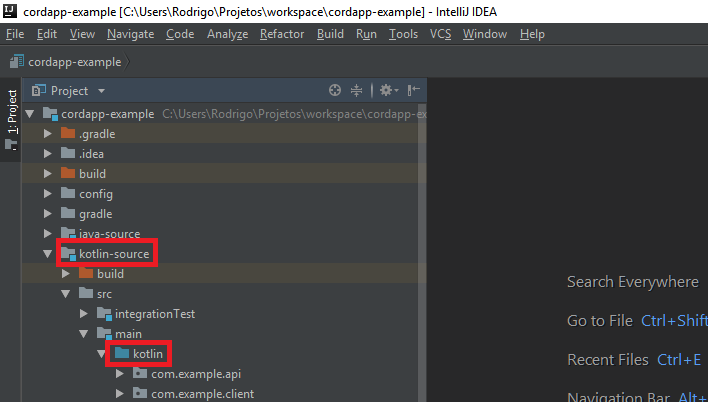 cordapp-example [C:\Users\Rodrigo\Projetos\workspace\cordapp-example] - IntelliJ IDEA
File Edit View Navigate Code Analyze Refactor Build Run Tools VCS Window Help
cordapp-example
1: Project
Project
cordapp-example C:\Users\Rodrigo\Projetos\workspace\cordapp-ex
.gradle
.idea
build
config
gradle
java-source
kotlin-source
build
src
integrationTest
main
kotlin
com.example.api
com.example.client
Search Everywhere
Go to File Ctrl+Shift
Recent Files Ctrl+E
Navigation Bar Alt+